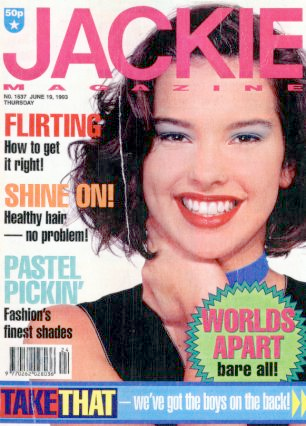 50p
JACKIE
MAGAZINE
NO. 1537 JUNE 19, 1993
THURSDAY
FLIRTING
How to get
it right!
SHINE ON!
Healthy hair
— no problem!
PASTEL
PICKIN'
Fashion's
finest shades
24
9 770262 028036
WORLDS
APART
bare all!
TAKE THAT — we've got the boys on the back!